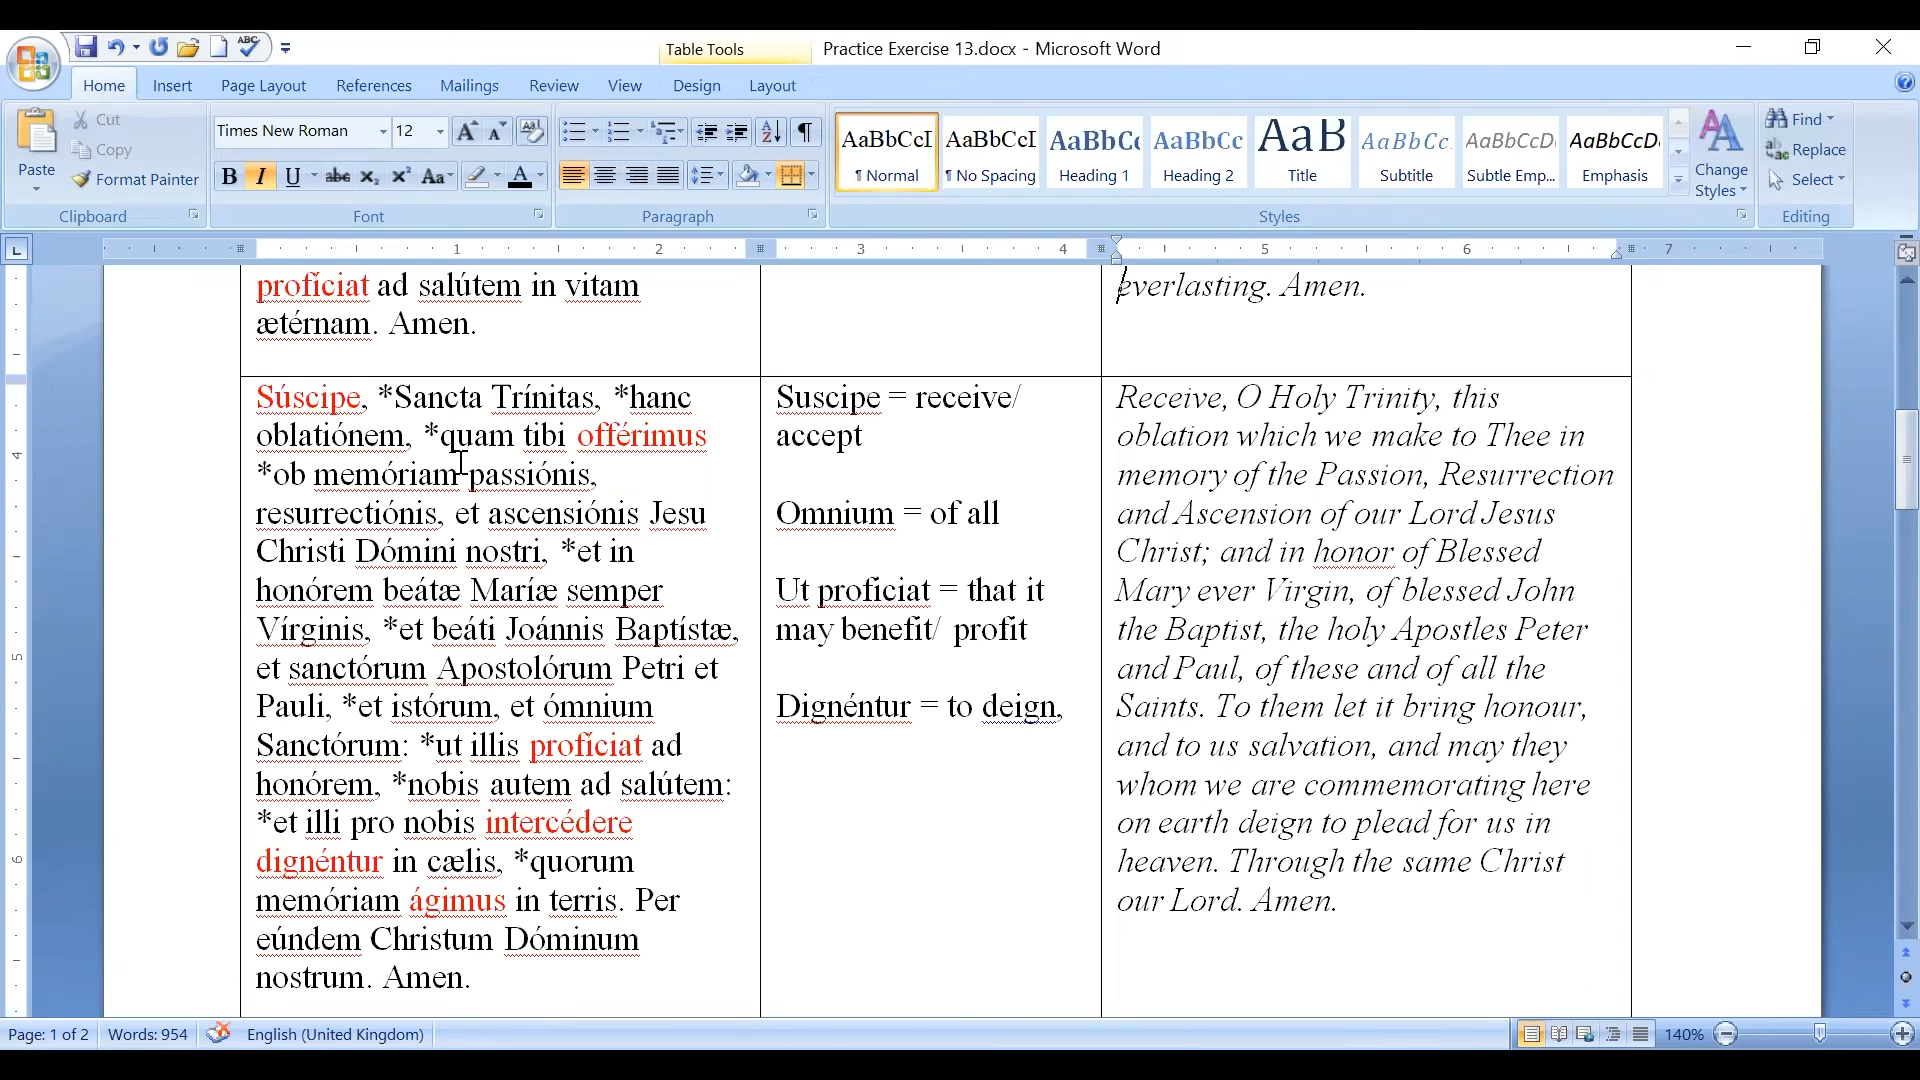 Table Tools
Practice Exercise 13.docx - Microsoft Word
Home
Insert
Page Layout
References
Mailings
Review
View
Design
Layout
Paste
Cut
Copy
Format Painter
Clipboard
Times New Roman
12
Font
Paragraph
AaBbCcI
¶ Normal
AaBbCcI
¶ No Spacing
AaBbCc
Heading 1
AaBbCc
Heading 2
AaB
Title
AaBbCc.
Subtitle
AaBbCcD
Subtle Emp...
AaBbCcD
Emphasis
Change
Styles
Styles
Find
Replace
Select
Editing
1 2 3 4 5 6 7
profíciat ad salútem in vitam
ætérnam. Amen.
everlasting. Amen.
Súscipe, *Sancta Trínitas, *hanc
oblatiónem, *quam tibi offérimus
*ob memóriam passiónis,
resurrectiónis, et ascensiónis Jesu
Christi Dómini nostri, *et in
honórem beátæ Maríæ semper
Vírginis, *et beáti Joánnis Baptístæ,
et sanctórum Apostolórum Petri et
Pauli, *et istórum, et ómnium
Sanctórum: *ut illis profíciat ad
honórem, *nobis autem ad salútem:
*et illi pro nobis intercédere
dignéntur in cælis, *quorum
memóriam ágimus in terris. Per
eúndem Christum Dóminum
nostrum. Amen.
Suscipe = receive/
accept
Omnium = of all
Ut proficiat = that it
may benefit/ profit
Dignéntur = to deign,
Receive, O Holy Trinity, this
oblation which we make to Thee in
memory of the Passion, Resurrection
and Ascension of our Lord Jesus
Christ; and in honor of Blessed
Mary ever Virgin, of blessed John
the Baptist, the holy Apostles Peter
and Paul, of these and of all the
Saints. To them let it bring honour,
and to us salvation, and may they
whom we are commemorating here
on earth deign to plead for us in
heaven. Through the same Christ
our Lord. Amen.
Page: 1 of 2
Words: 954
English (United Kingdom)
140%